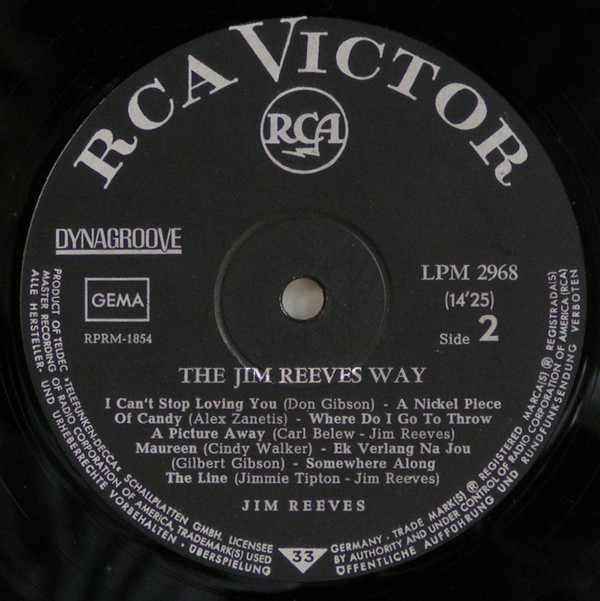 RCA VICTOR
RCA
DYNAGROOVE
GEMA
RPRM-1854
LPM 2968
(14'25)
Side 2
THE JIM REEVES WAY
I Can't Stop Loving You (Don Gibson) - A Nickel Piece
Of Candy (Alex Zanetis) - Where Do I Go To Throw
A Picture Away (Carl Belew - Jim Reeves)
Maureen (Cindy Walker) - Ek Verlang Na Jou
(Gilbert Gibson) - Somewhere Along
The Line (Jimmie Tipton - Jim Reeves)
JIM REEVES
PRODUCT OF TELDEC »TELEFUNKEN-DECCA« SCHALLPLATTEN GMBH. LICENSEE
MASTER RECORDING OF RADIO CORPORATION OF AMERICA, TRADEMARK(S) USED
ALLE HERSTELLER- UND URHEBERRECHTE VORBEHALTEN · ÜBERSPIELUNG
33
GERMANY · TRADE MARK(S) ® REGISTERED · MARCA(S) ® REGISTRADA(S)
BY AUTHORITY AND UNDER CONTROL OF RADIO CORPORATION OF AMERICA (RCA)
ÖFFENTLICHE AUFFÜHRUNG UND RUNDFUNKSENDUNG VERBOTEN